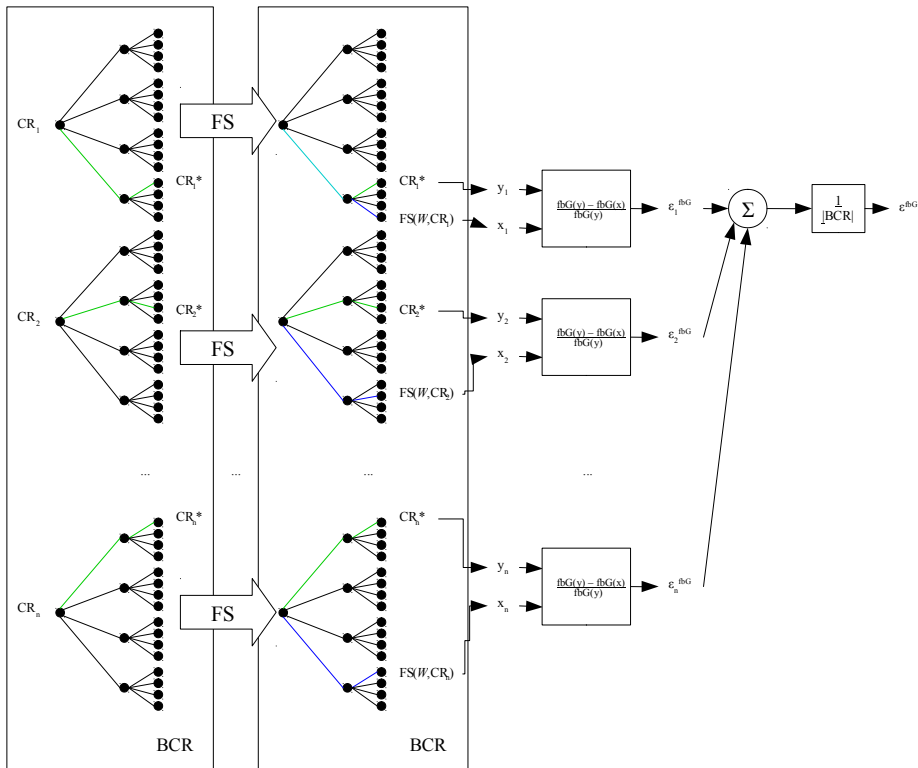 CR₁
CR₁*
FS
CR₁*
FS(W,CR₁)
y₁
x₁
fbG(y) – fbG(x)
fbG(y)
ε₁ᶠᵇᴳ
Σ
1
|BCR|
εᶠᵇᴳ
CR₂
CR₂*
FS
CR₂*
FS(W,CR₂)
y₂
x₂
fbG(y) – fbG(x)
fbG(y)
ε₂ᶠᵇᴳ
...
...
...
...
CRₙ
CRₙ*
FS
CRₙ*
FS(W,CRₙ)
yₙ
xₙ
fbG(y) – fbG(x)
fbG(y)
εₙᶠᵇᴳ
BCR
BCR